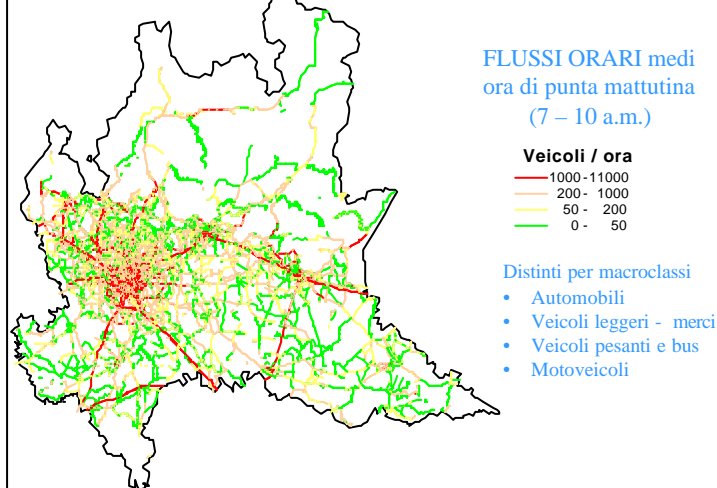 FLUSSI ORARI medi
ora di punta mattutina
(7 – 10 a.m.)
Veicoli / ora
1000 - 11000
200 - 1000
50 - 200
0 - 50
Distinti per macroclassi
• Automobili
• Veicoli leggeri - merci
• Veicoli pesanti e bus
• Motoveicoli